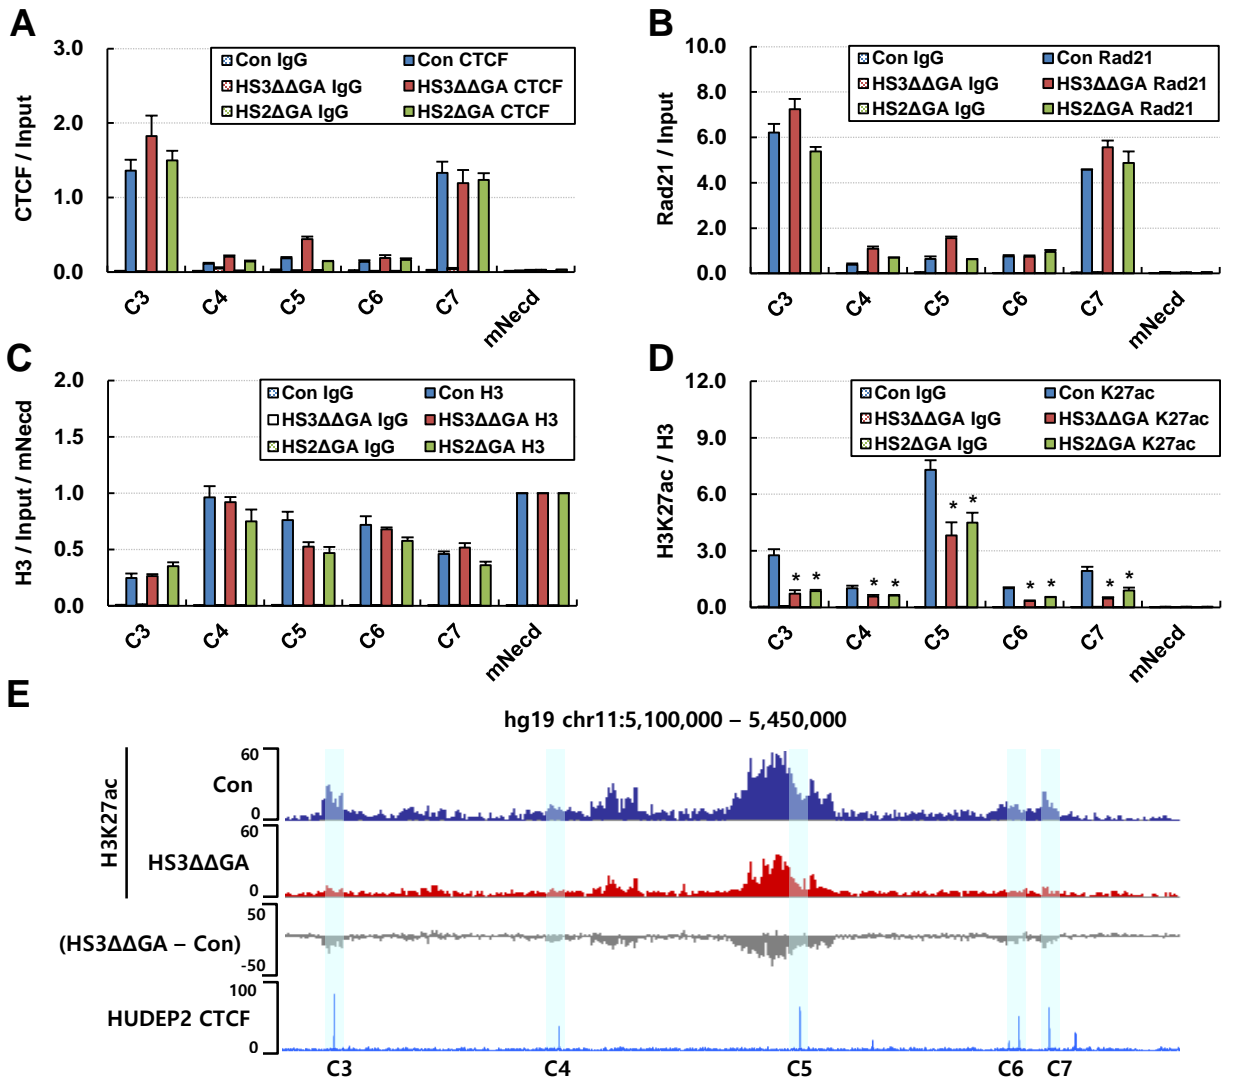 A
CTCF / Input
3.0
2.0
1.0
0.0
Con IgG Con CTCF
HS3ΔΔGA IgG HS3ΔΔGA CTCF
HS2ΔGA IgG HS2ΔGA CTCF
C3 C4 C5 C6 C7 mNecd
B
Rad21 / Input
10.0
8.0
6.0
4.0
2.0
0.0
Con IgG Con Rad21
HS3ΔΔGA IgG HS3ΔΔGA Rad21
HS2ΔGA IgG HS2ΔGA Rad21
C3 C4 C5 C6 C7 mNecd
C
H3 / Input / mNecd
2.0
1.5
1.0
0.5
0.0
Con IgG Con H3
HS3ΔΔGA IgG HS3ΔΔGA H3
HS2ΔGA IgG HS2ΔGA H3
C3 C4 C5 C6 C7 mNecd
D
H3K27ac / H3
12.0
9.0
6.0
3.0
0.0
Con IgG Con K27ac
HS3ΔΔGA IgG HS3ΔΔGA K27ac
HS2ΔGA IgG HS2ΔGA K27ac
* *
* * * * * * * *
C3 C4 C5 C6 C7 mNecd
E
hg19 chr11:5,100,000 – 5,450,000
H3K27ac
60
Con
0
60
HS3ΔΔGA
0
50
(HS3ΔΔGA – Con)
-50
100
HUDEP2 CTCF
0
C3 C4 C5 C6 C7